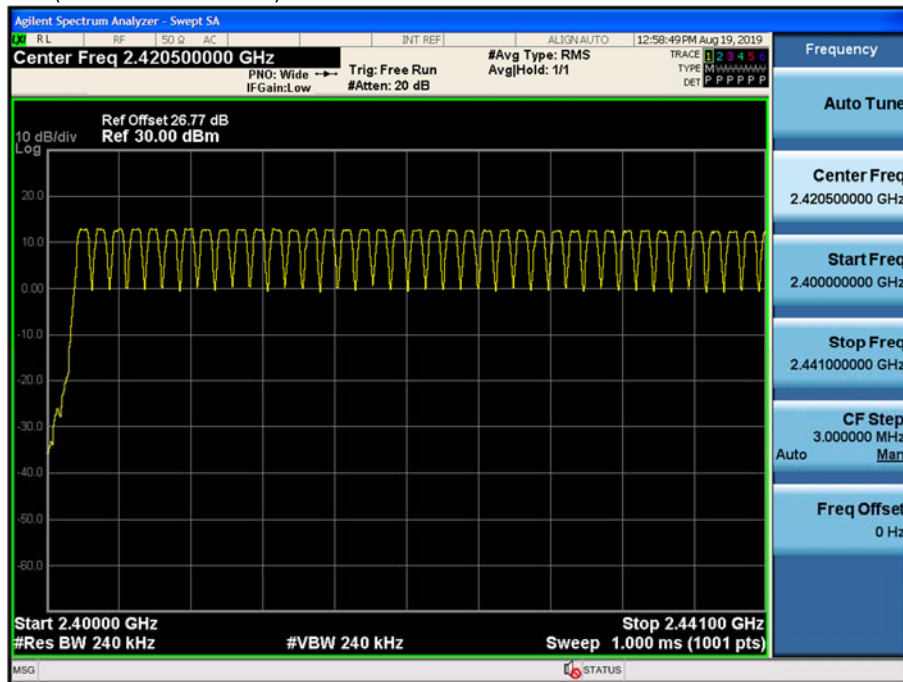 Agilent Spectrum Analyzer - Swept SA
LXI RL RF 50 Ω AC INT REF ALIGN AUTO 12:58:49 PM Aug 19, 2019
Center Freq 2.420500000 GHz
PNO: Wide
IFGain:Low
Trig: Free Run
#Atten: 20 dB
#Avg Type: RMS
Avg|Hold: 1/1
TRACE 1 2 3 4 5 6
TYPE M W W W W W
DET P P P P P P
Frequency
Auto Tune
Center Freq
2.420500000 GHz
Start Freq
2.400000000 GHz
Stop Freq
2.441000000 GHz
CF Step
3.000000 MHz
Auto Man
Freq Offset
0 Hz
Ref Offset 26.77 dB
10 dB/div Ref 30.00 dBm
Log
20.0
10.0
0.00
-10.0
-20.0
-30.0
-40.0
-50.0
-60.0
Start 2.40000 GHz Stop 2.44100 GHz
#Res BW 240 kHz #VBW 240 kHz Sweep 1.000 ms (1001 pts)
MSG STATUS